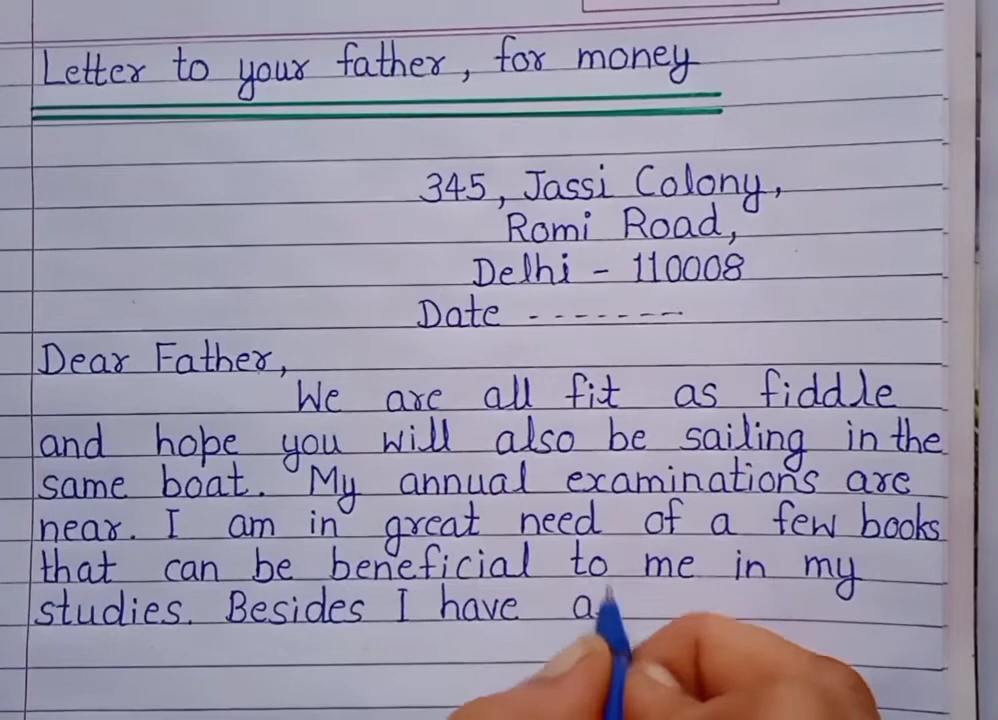 Letter to your father, for money
345, Jassi Colony,
Romi Road,
Delhi - 110008
Date -------
Dear Father,
We are all fit as fiddle
and hope you will also be sailing in the
same boat. My annual examinations are
near. I am in great need of a few books
that can be beneficial to me in my
studies. Besides I have a